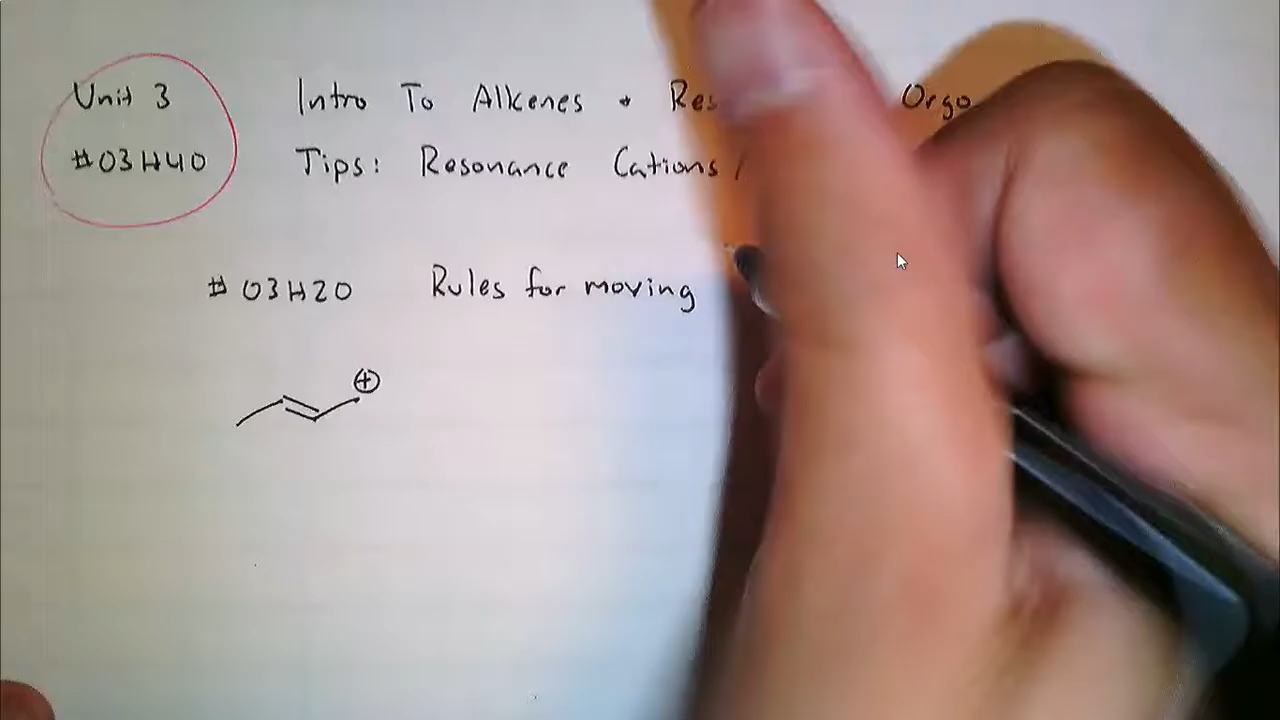 Unit 3 Intro To Alkenes + Res Orgo
#03H40 Tips: Resonance Cations /
#03H20 Rules for moving
⊕